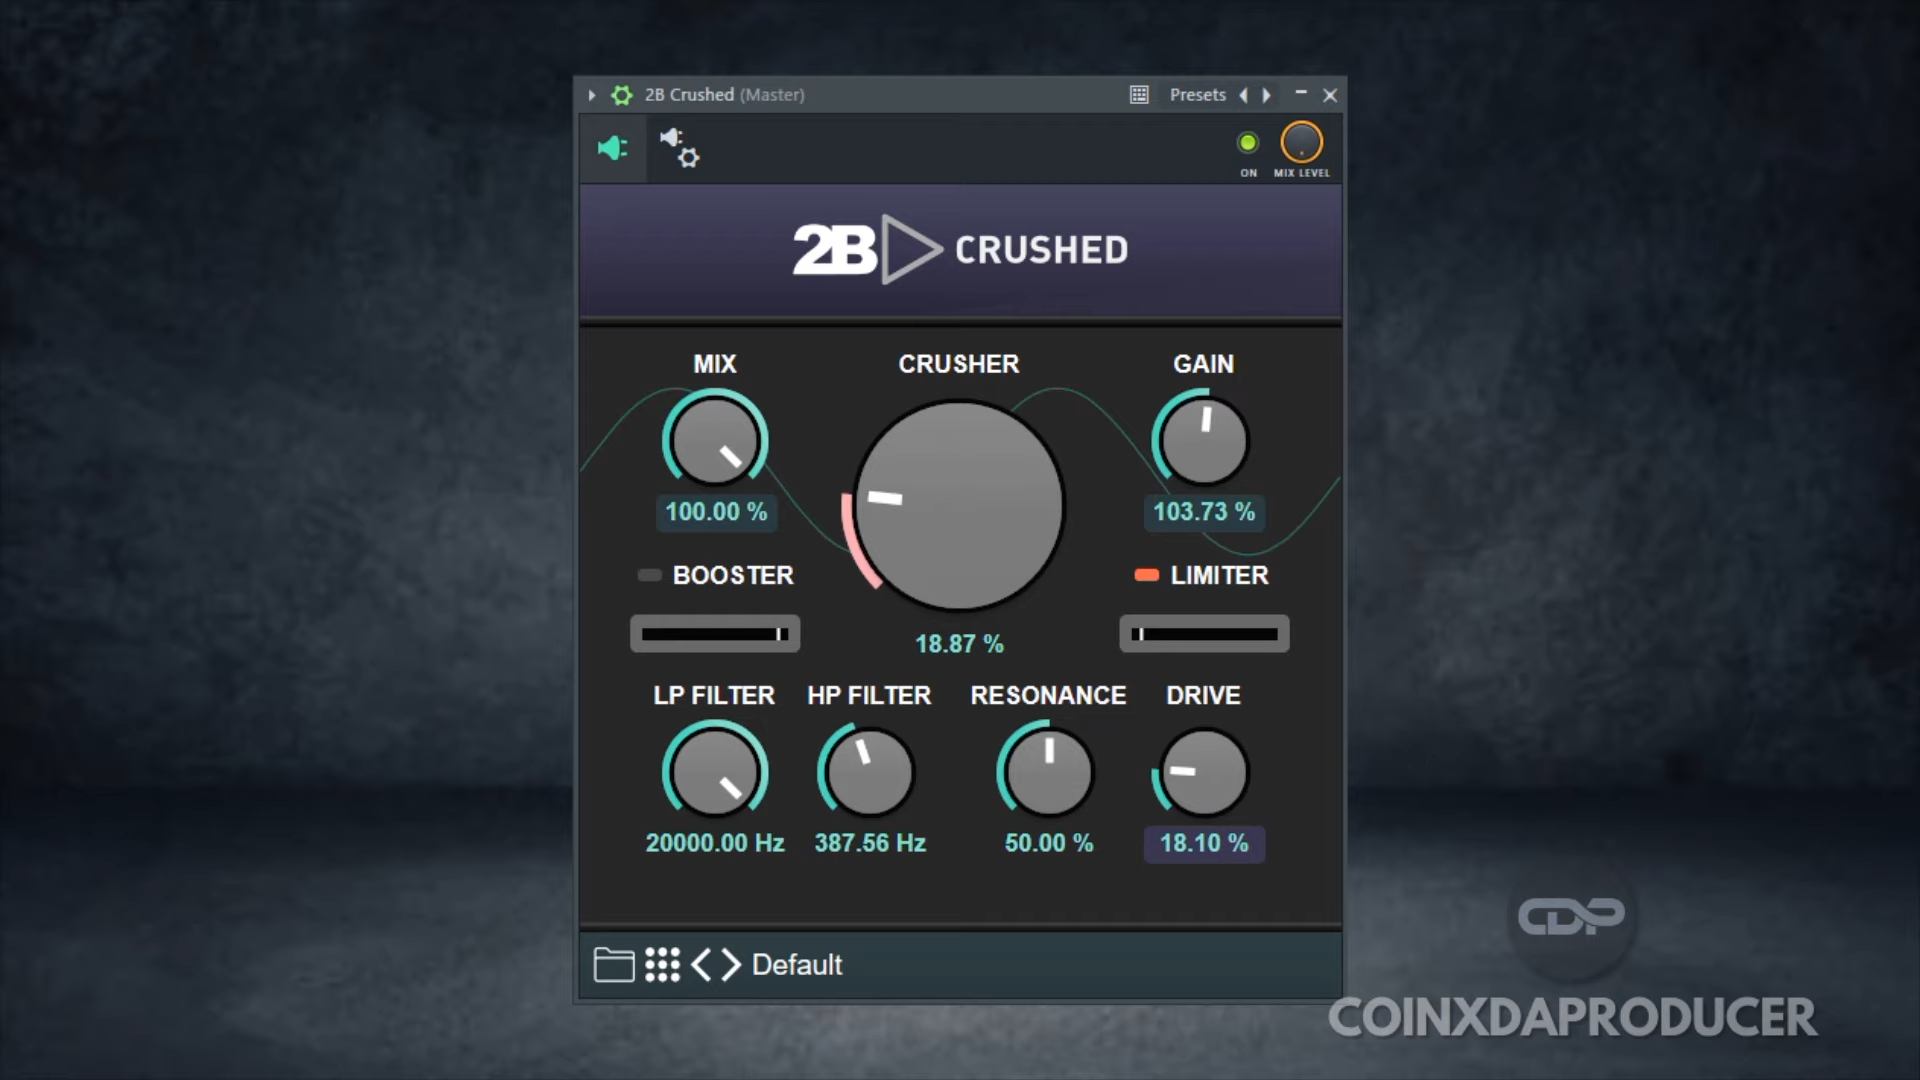 2B Crushed (Master)
Presets
ON
MIX LEVEL
2B CRUSHED
MIX
CRUSHER
GAIN
100.00 %
103.73 %
BOOSTER
LIMITER
18.87 %
LP FILTER
HP FILTER
RESONANCE
DRIVE
20000.00 Hz
387.56 Hz
50.00 %
18.10 %
CDP
Default
COINXDAPRODUCER